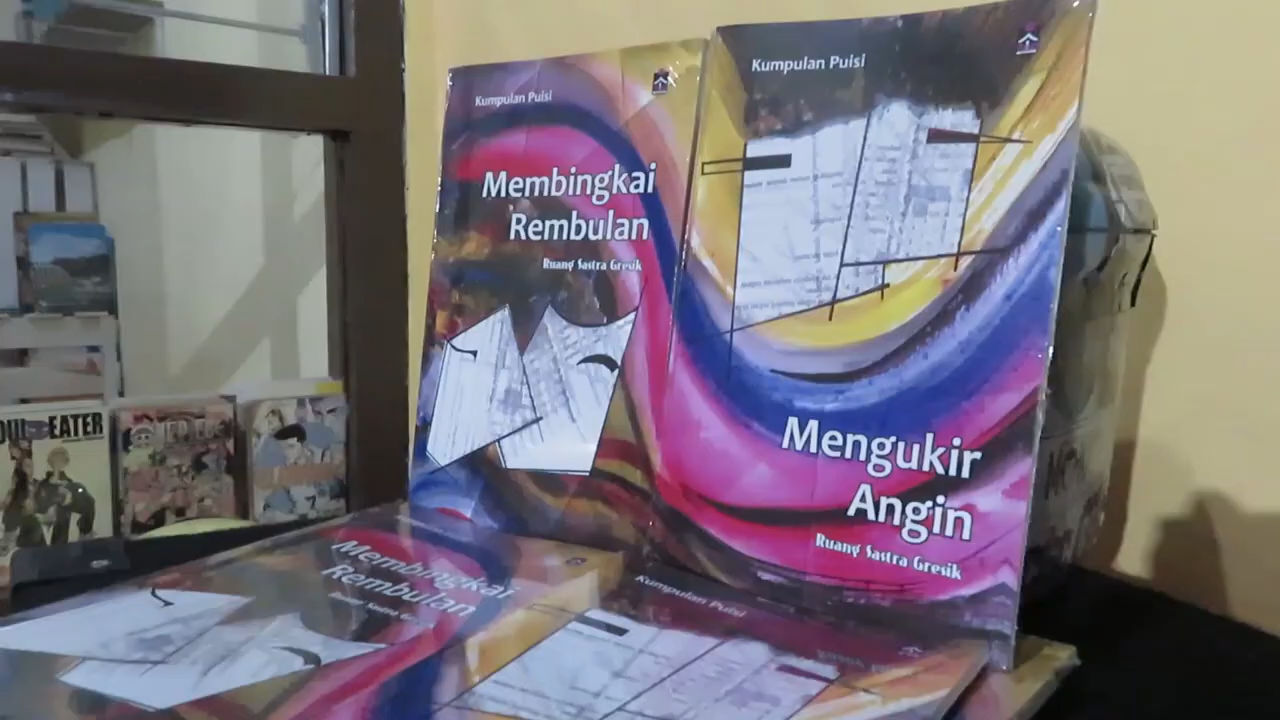 Kumpulan Puisi
Membingkai
Rembulan
Ruang Sastra Gresik
Kumpulan Puisi
Mengukir
Angin
Ruang Sastra Gresik
EATER
Membingkai
Rembulan
Kumpulan Puisi